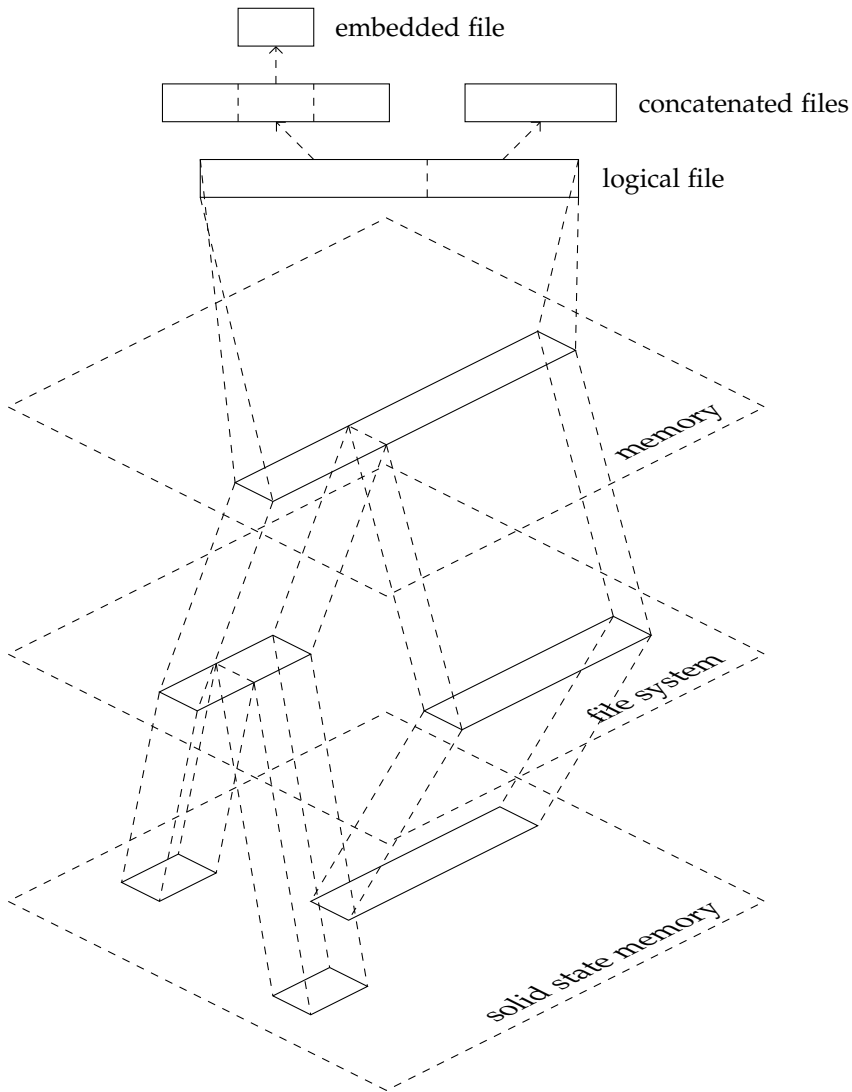 embedded file
concatenated files
logical file
memory
file system
solid state memory